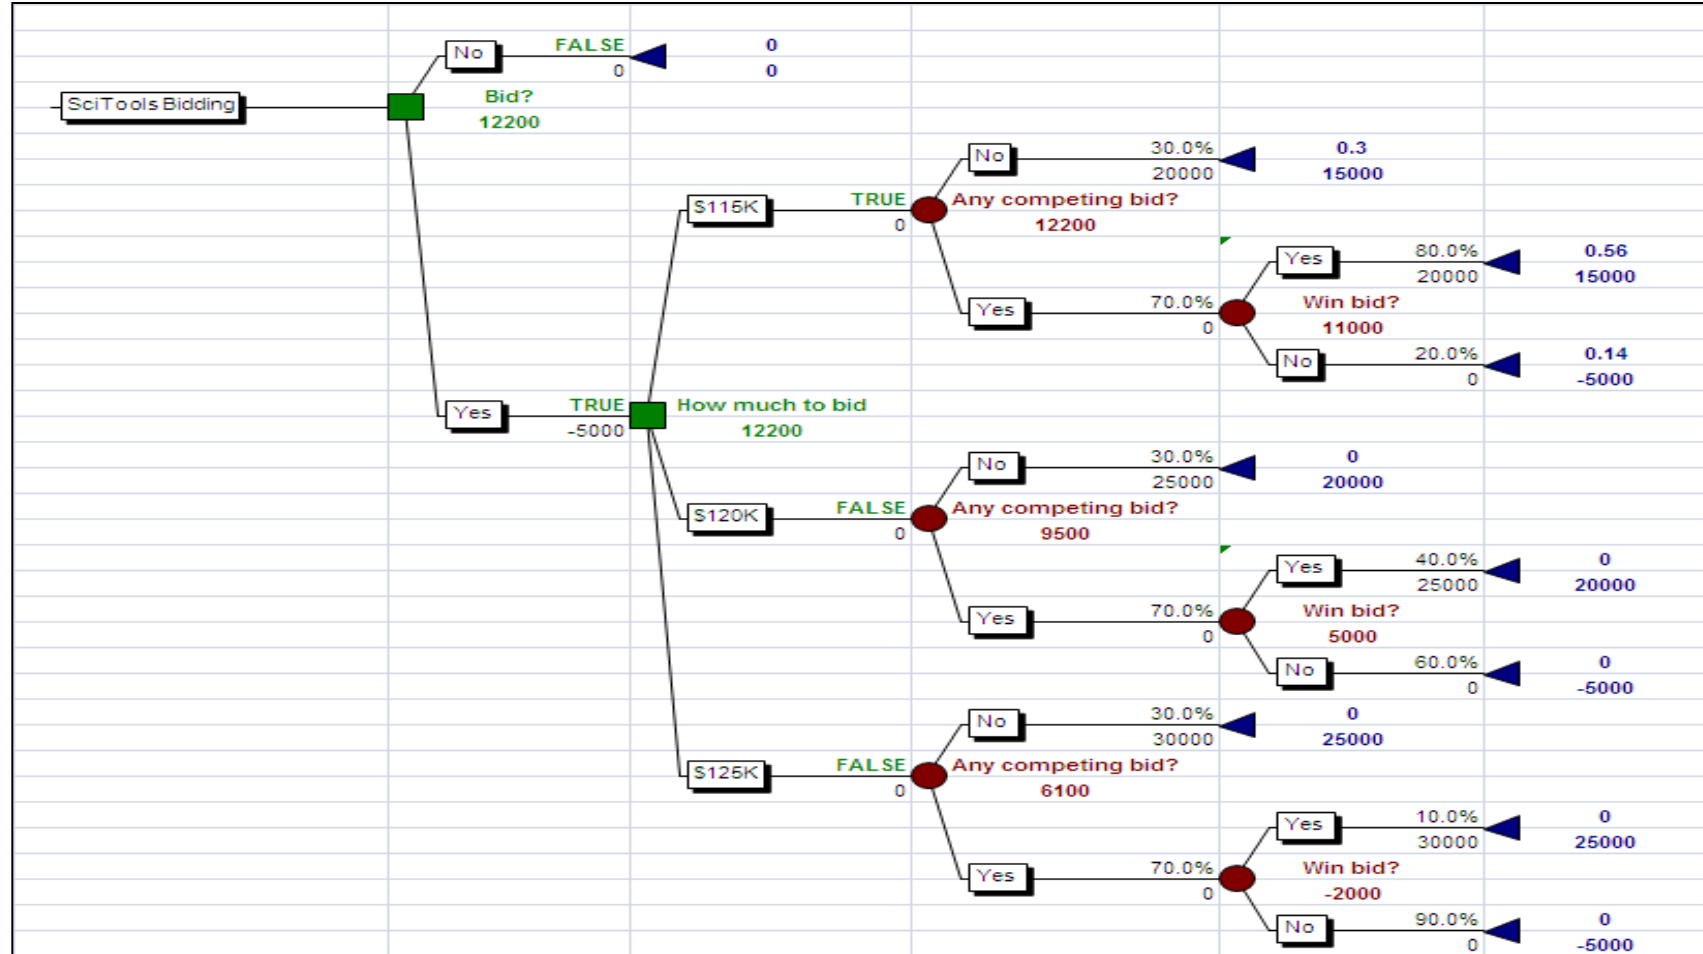 No FALSE 0
0 0
SciTools Bidding
Bid?
12200
No 30.0% 0.3
20000 15000
$115K TRUE Any competing bid?
0 12200
Yes 80.0% 0.56
20000 15000
Yes 70.0% Win bid?
0 11000
No 20.0% 0.14
0 -5000
Yes TRUE How much to bid
-5000 12200
No 30.0% 0
25000 20000
$120K FALSE Any competing bid?
0 9500
Yes 40.0% 0
25000 20000
Yes 70.0% Win bid?
0 5000
No 60.0% 0
0 -5000
No 30.0% 0
30000 25000
$125K FALSE Any competing bid?
0 6100
Yes 10.0% 0
30000 25000
Yes 70.0% Win bid?
0 -2000
No 90.0% 0
0 -5000